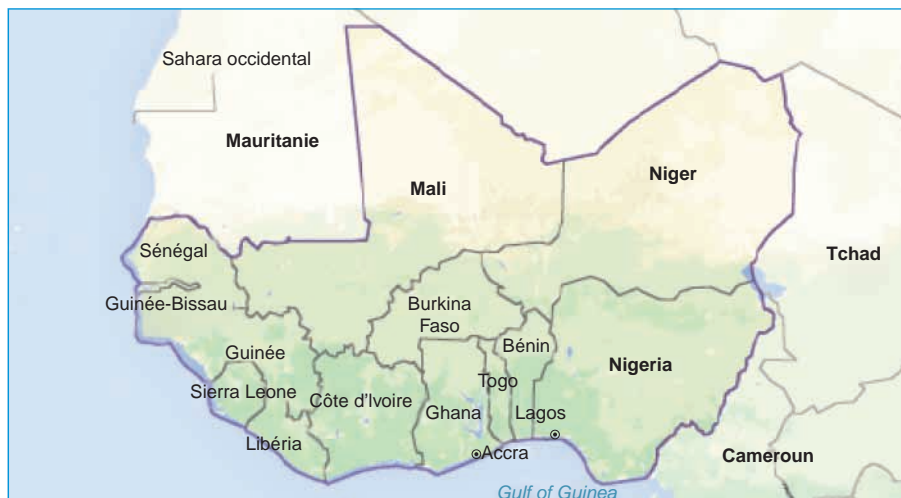 Sahara occidental
Mauritanie
Mali
Niger
Sénégal
Tchad
Guinée-Bissau
Burkina
Faso
Bénin
Guinée
Nigeria
Togo
Sierra Leone
Côte d'Ivoire
Ghana
Lagos
Libéria
Accra
Cameroun
Gulf of Guinea